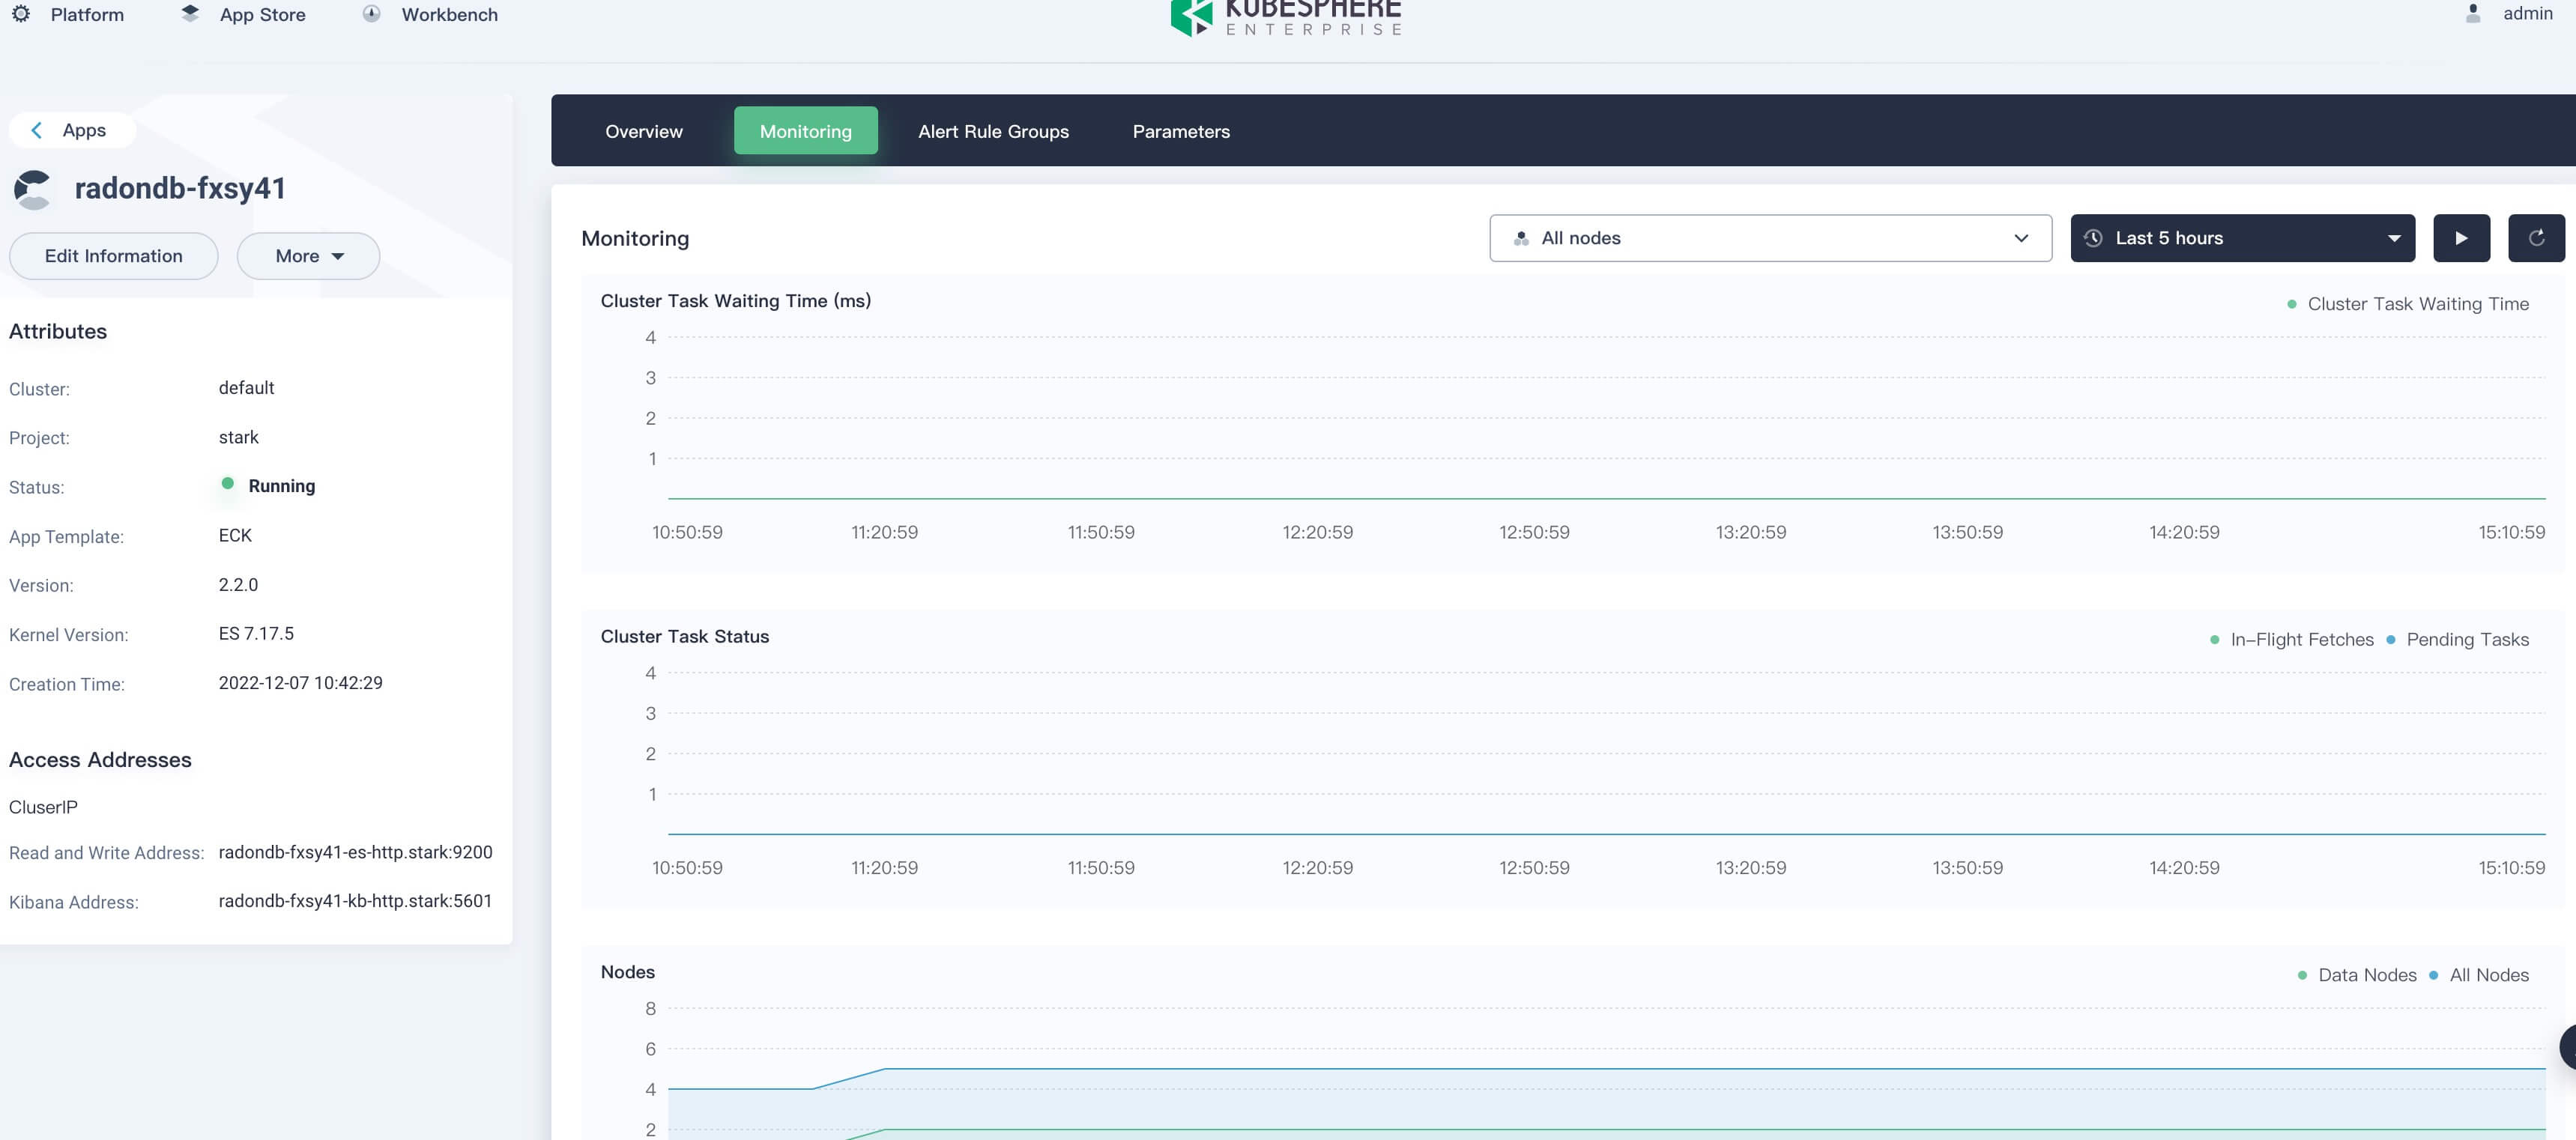 Platform App Store Workbench KUBESPHERE admin
ENTERPRISE
Apps
radondb-fxsy41
Edit Information More
Attributes
Cluster: default
Project: stark
Status: Running
App Template: ECK
Version: 2.2.0
Kernel Version: ES 7.17.5
Creation Time: 2022-12-07 10:42:29
Access Addresses
CluserIP
Read and Write Address: radondb-fxsy41-es-http.stark:9200
Kibana Address: radondb-fxsy41-kb-http.stark:5601
Overview Monitoring Alert Rule Groups Parameters
Monitoring All nodes Last 5 hours
Cluster Task Waiting Time (ms) Cluster Task Waiting Time
4
3
2
1
10:50:59 11:20:59 11:50:59 12:20:59 12:50:59 13:20:59 13:50:59 14:20:59 15:10:59
Cluster Task Status In-Flight Fetches Pending Tasks
4
3
2
1
10:50:59 11:20:59 11:50:59 12:20:59 12:50:59 13:20:59 13:50:59 14:20:59 15:10:59
Nodes Data Nodes All Nodes
8
6
4
2